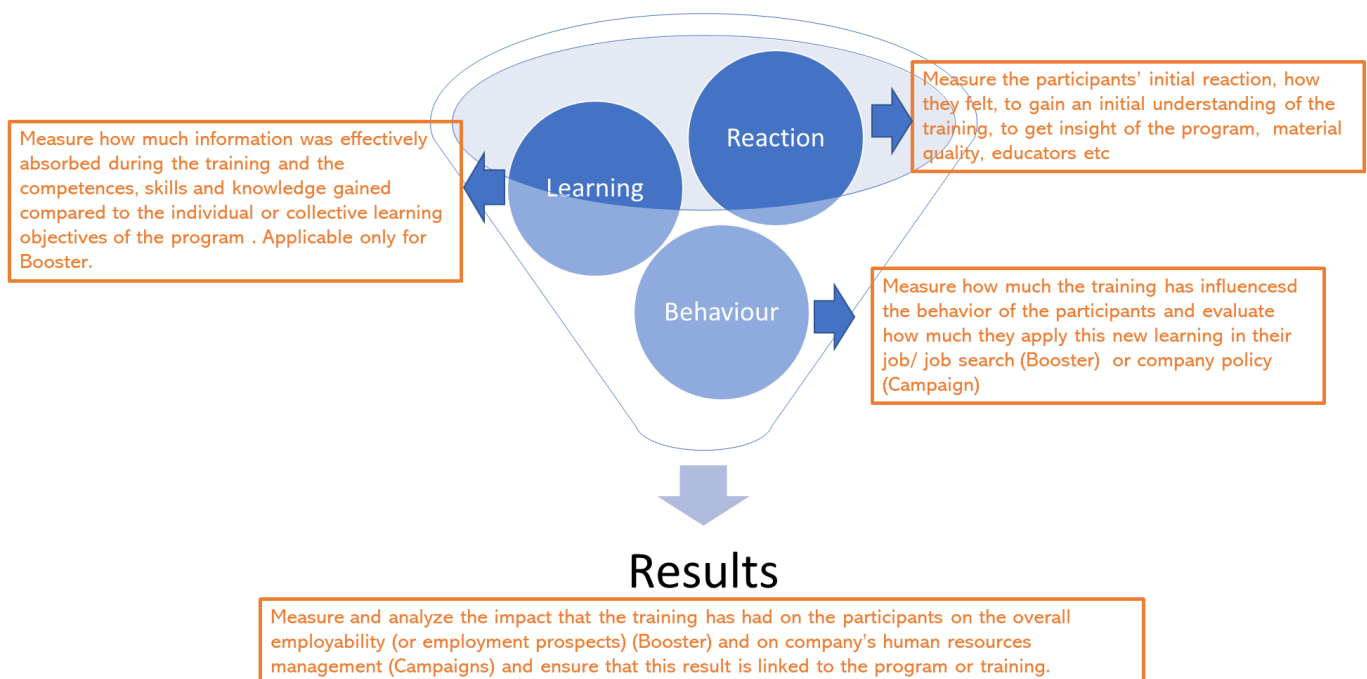 Reaction
Measure the participants' initial reaction, how
they felt, to gain an initial understanding of the
training, to get insight of the program, material
quality, educators etc
Measure how much information was effectively
absorbed during the training and the
competences, skills and knowledge gained
compared to the individual or collective learning
objectives of the program . Applicable only for
Booster.
Learning
Behaviour
Measure how much the training has influencesd
the behavior of the participants and evaluate
how much they apply this new learning in their
job/ job search (Booster) or company policy
(Campaign)
Results
Measure and analyze the impact that the training has had on the participants on the overall
employability (or employment prospects) (Booster) and on company's human resources
management (Campaigns) and ensure that this result is linked to the program or training.